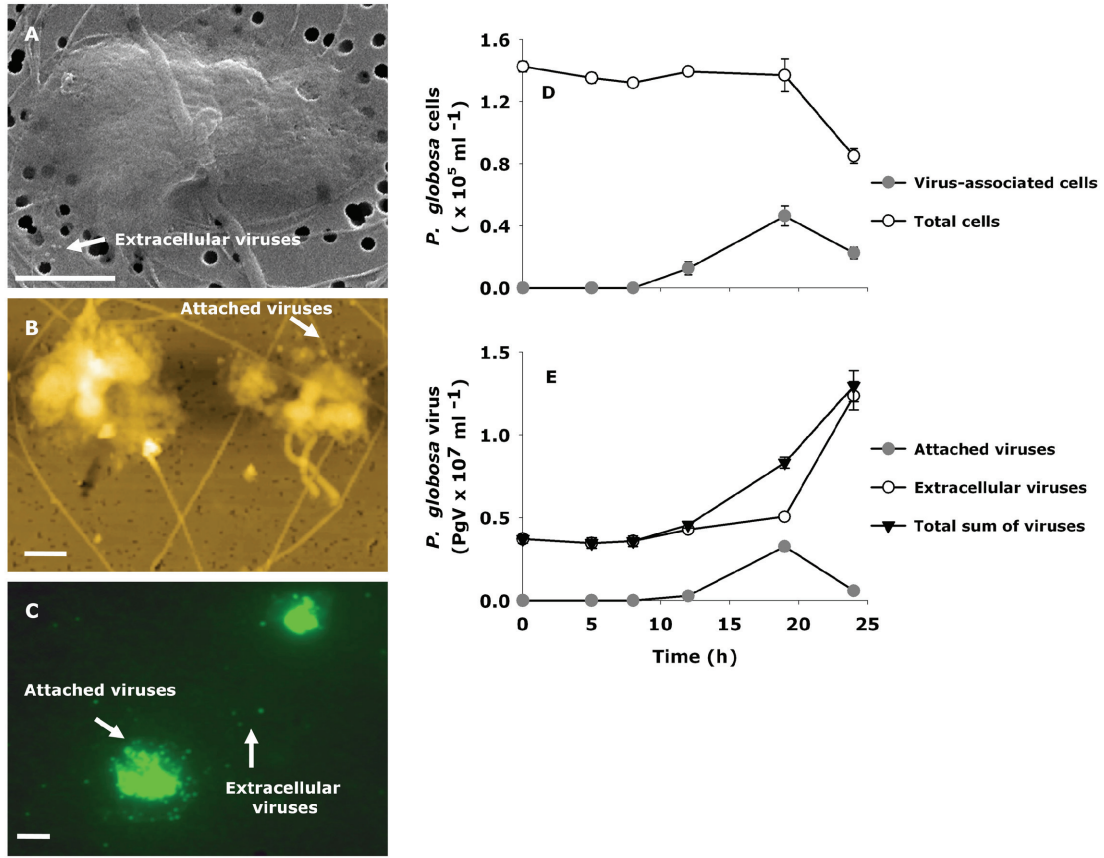 A
Extracellular viruses
B
Attached viruses
C
Attached viruses
Extracellular
viruses
P. globosa cells
( x 10⁵ ml ⁻¹)
1.6
1.2
0.8
0.4
0.0
D
Virus-associated cells
Total cells
P. globosa virus
(PgV x 10⁷ ml ⁻¹)
1.5
1.0
0.5
0.0
E
Attached viruses
Extracellular viruses
Total sum of viruses
0 5 10 15 20 25
Time (h)